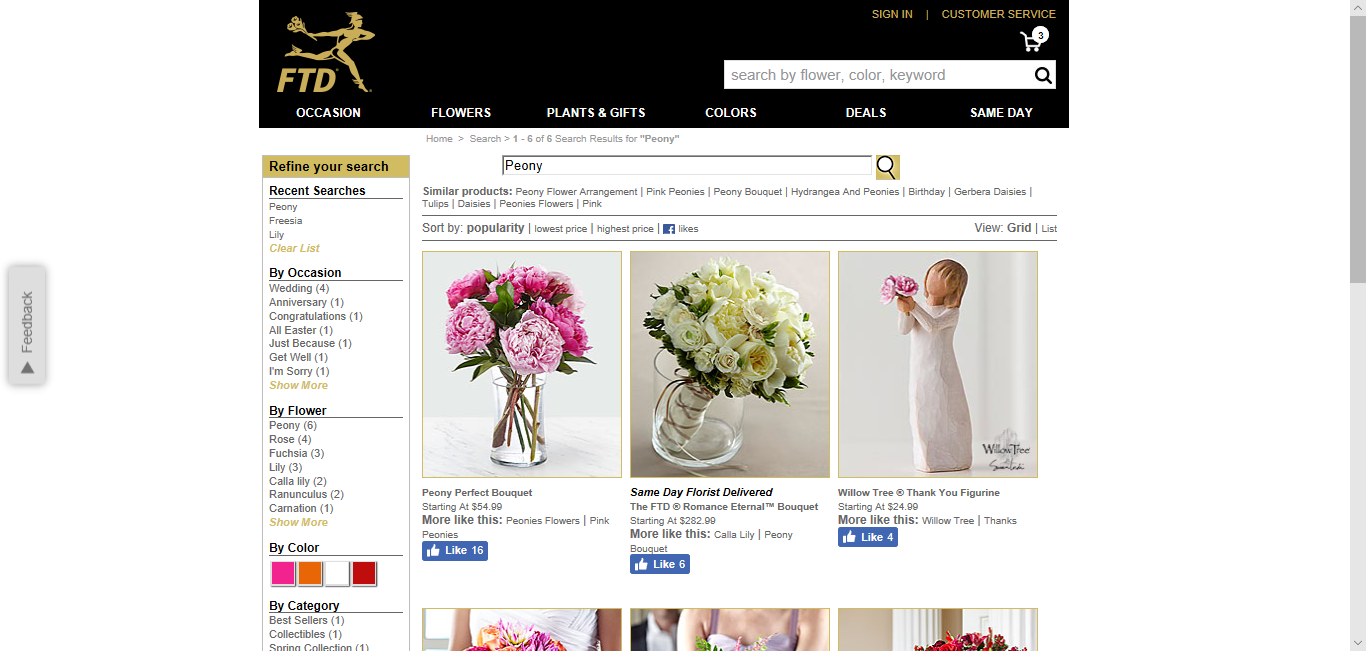 SIGN IN | CUSTOMER SERVICE
3
FTD
search by flower, color, keyword
OCCASION FLOWERS PLANTS & GIFTS COLORS DEALS SAME DAY
Home > Search > 1 - 6 of 6 Search Results for "Peony"
Refine your search
Recent Searches
Peony
Freesia
Lily
Clear List
By Occasion
Wedding (4)
Anniversary (1)
Congratulations (1)
All Easter (1)
Just Because (1)
Get Well (1)
I'm Sorry (1)
Show More
By Flower
Peony (6)
Rose (4)
Fuchsia (3)
Lily (3)
Calla lily (2)
Ranunculus (2)
Carnation (1)
Show More
By Color
By Category
Best Sellers (1)
Collectibles (1)
Spring Collection (1)
Feedback
Peony
Similar products: Peony Flower Arrangement | Pink Peonies | Peony Bouquet | Hydrangea And Peonies | Birthday | Gerbera Daisies |
Tulips | Daisies | Peonies Flowers | Pink
Sort by: popularity | lowest price | highest price | likes
View: Grid | List
Peony Perfect Bouquet
Starting At $54.99
More like this: Peonies Flowers | Pink
Peonies
Like 16
Same Day Florist Delivered
The FTD ® Romance Eternal™ Bouquet
Starting At $282.99
More like this: Calla Lily | Peony
Bouquet
Like 6
Willow Tree
Willow Tree ® Thank You Figurine
Starting At $24.99
More like this: Willow Tree | Thanks
Like 4